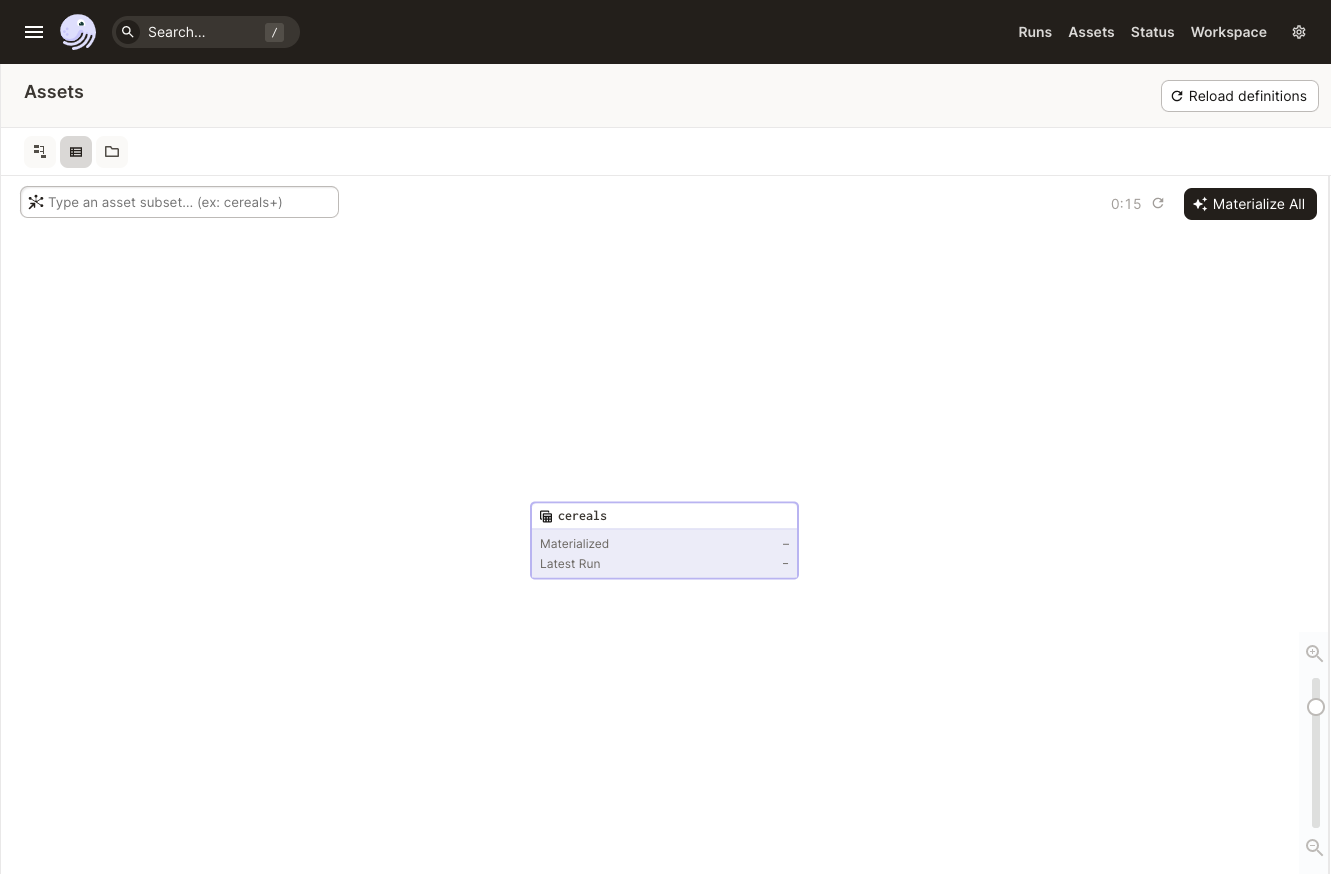 Search... /
Runs Assets Status Workspace
Assets
Reload definitions
Type an asset subset... (ex: cereals+)
0:15
Materialize All
cereals
Materialized –
Latest Run –